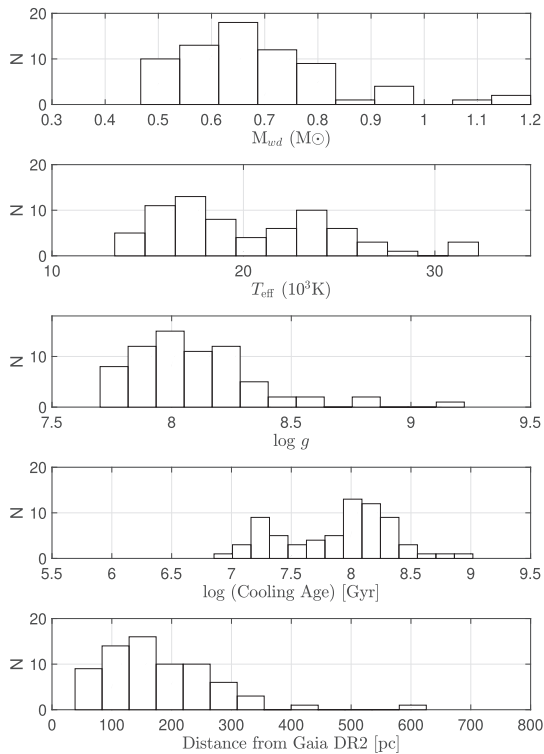 20
10
0
N
0.3 0.4 0.5 0.6 0.7 0.8 0.9 1 1.1 1.2
Mwd (M⊙)
20
10
0
N
10 20 30
Teff (10³K)
10
0
N
7.5 8 8.5 9 9.5
log g
20
10
0
N
5.5 6 6.5 7 7.5 8 8.5 9 9.5
log (Cooling Age) [Gyr]
20
10
0
N
0 100 200 300 400 500 600 700 800
Distance from Gaia DR2 [pc]